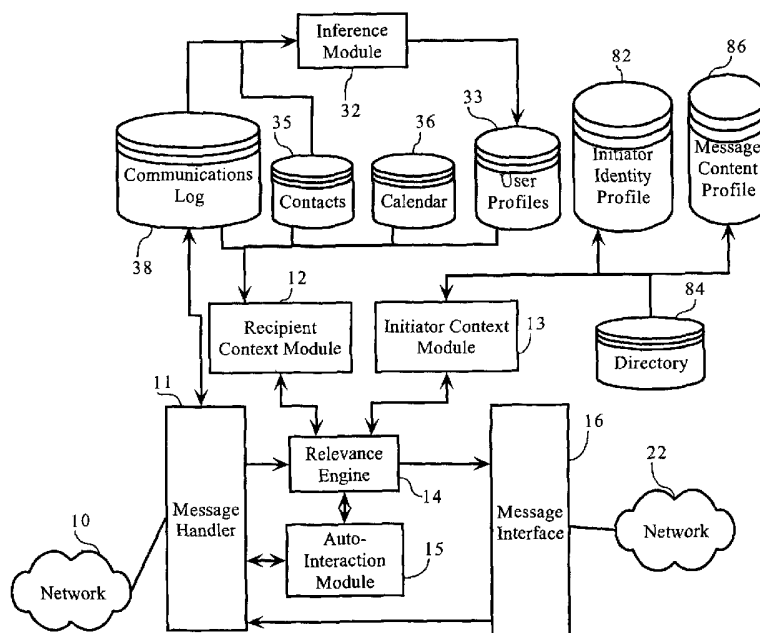 Inference
Module
32
82
86
33
35
36
Communications
Log
38
Contacts
Calendar
User
Profiles
Initiator
Identity
Profile
Message
Content
Profile
12
Recipient
Context Module
Initiator Context
Module
13
84
Directory
11
Message
Handler
Relevance
Engine
14
16
Message
Interface
22
Network
10
Network
Auto-
Interaction
Module
15